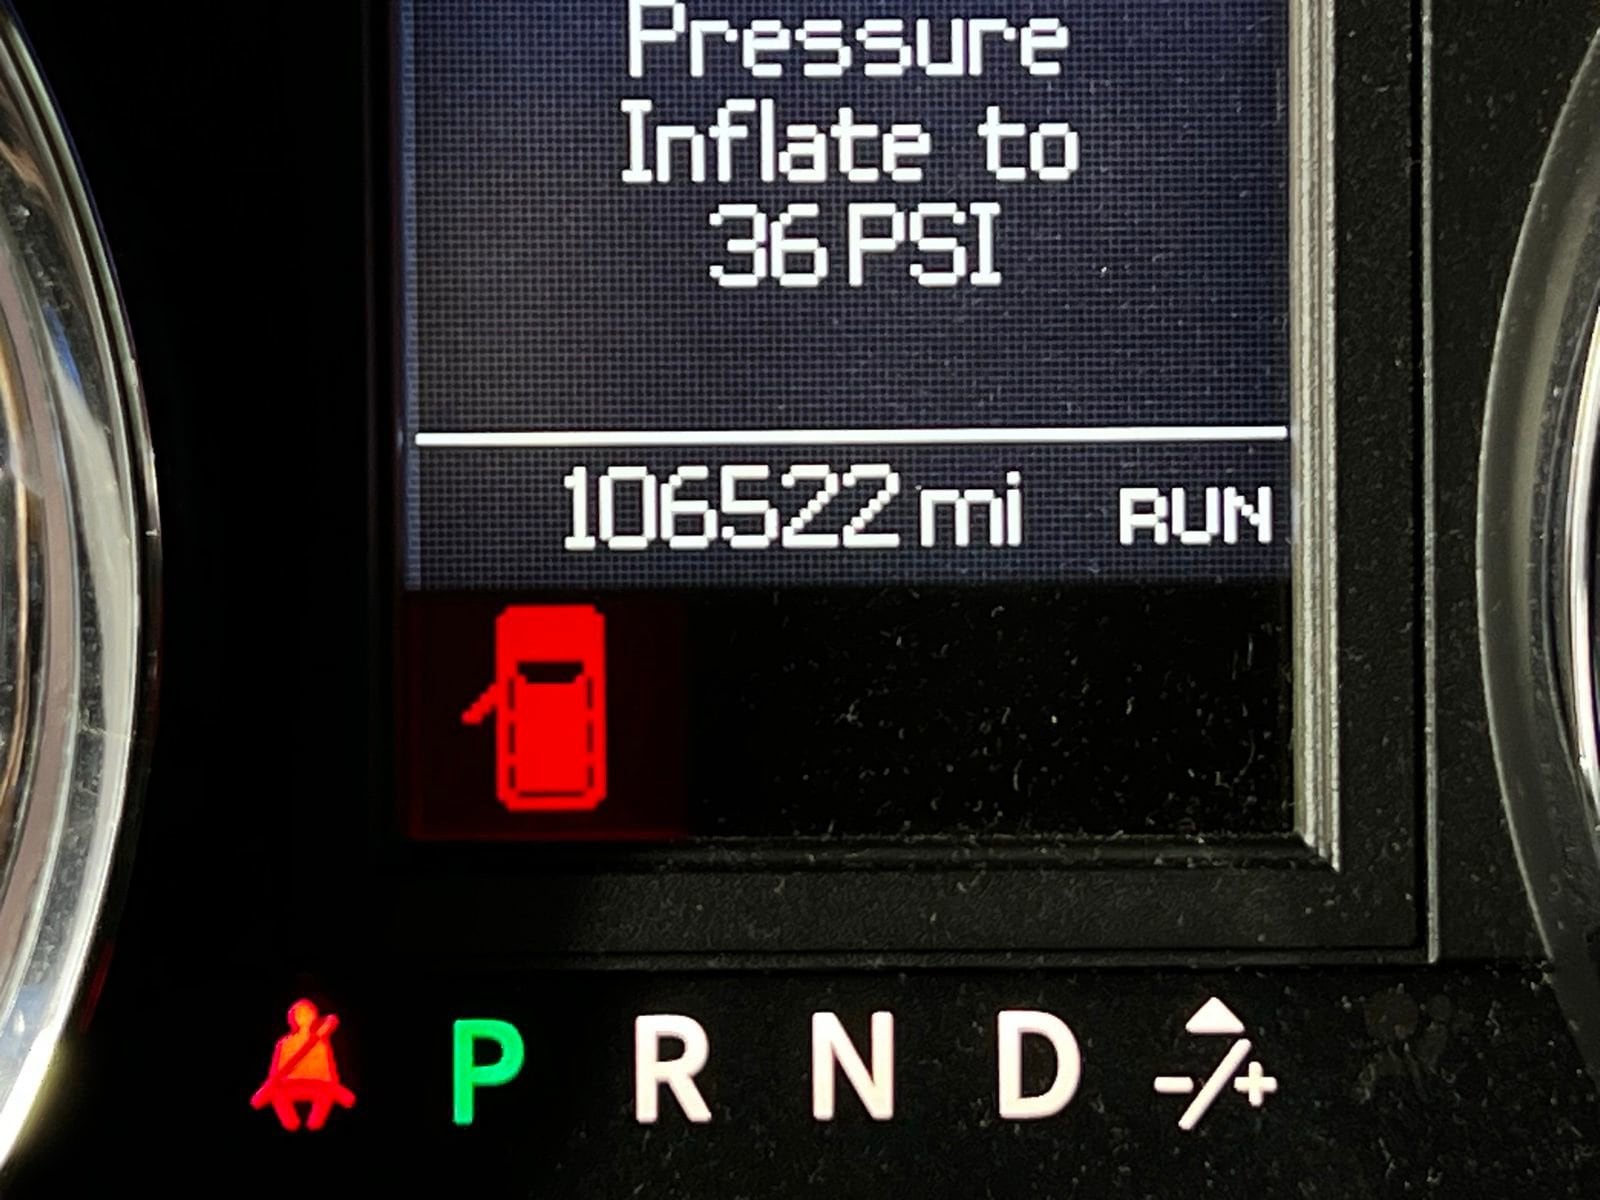 Pressure
Inflate to
36 PSI
106522 mi RUN
P R N D -/+